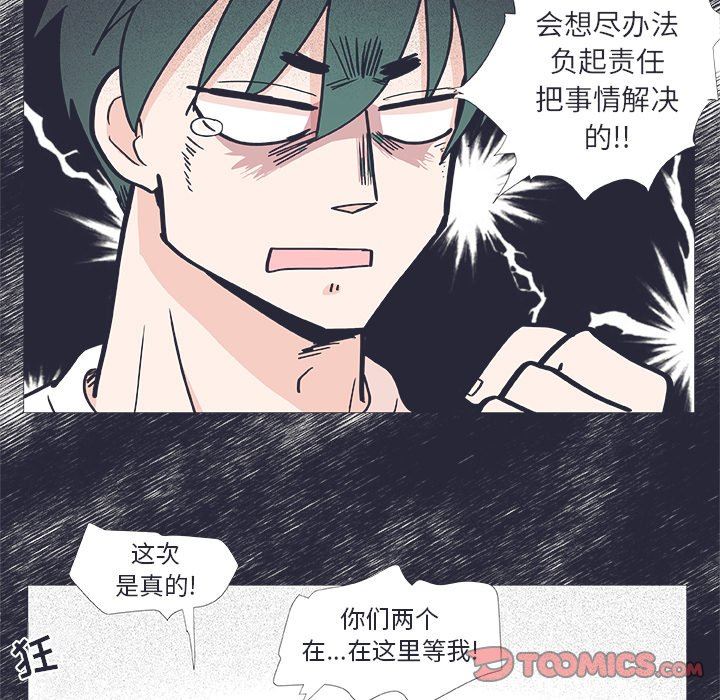 会想尽办法
负起责任
把事情解决
的!!
这次
是真的!
你们两个
在...在这里等我!
狂
TOOMICS.COM